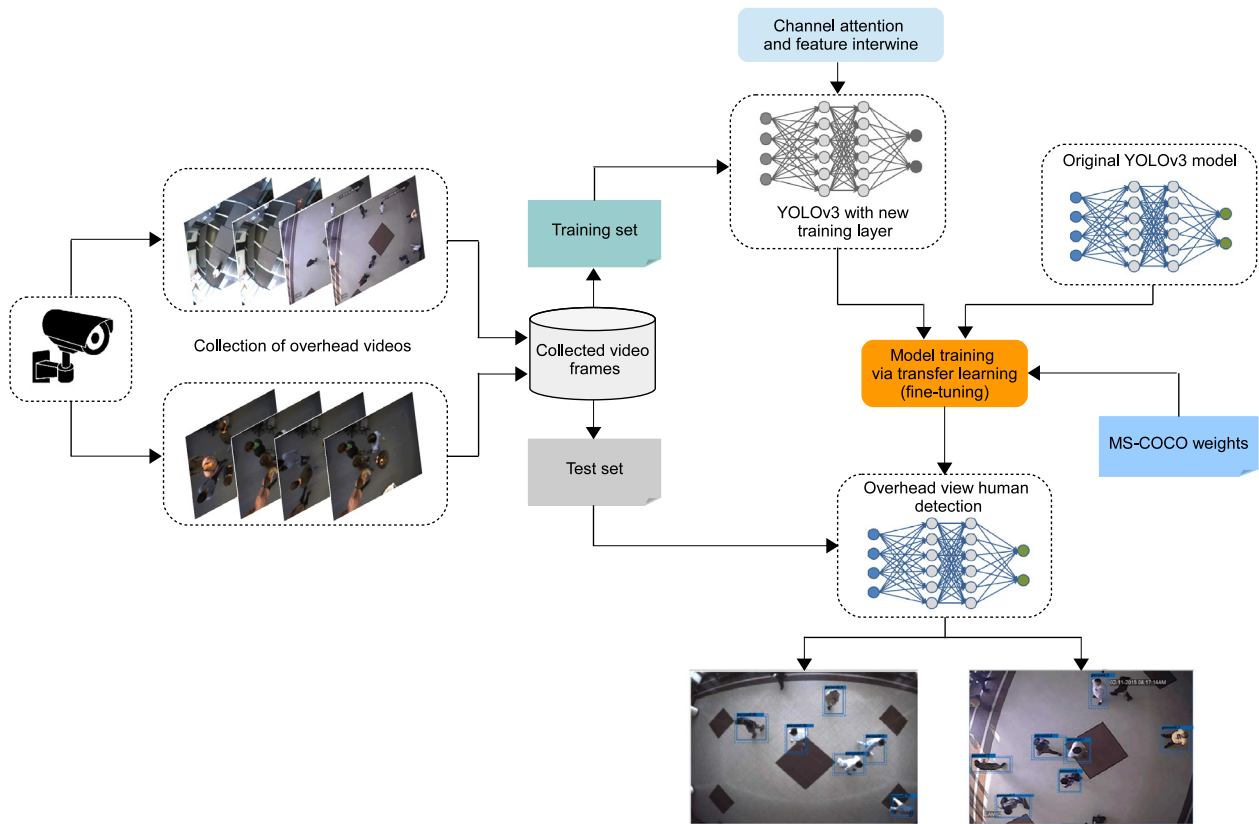 Channel attention
and feature interwine
YOLOv3 with new
training layer
Original YOLOv3 model
Training set
Collection of overhead videos
Collected video
frames
Model training
via transfer learning
(fine-tuning)
MS-COCO weights
Test set
Overhead view human
detection